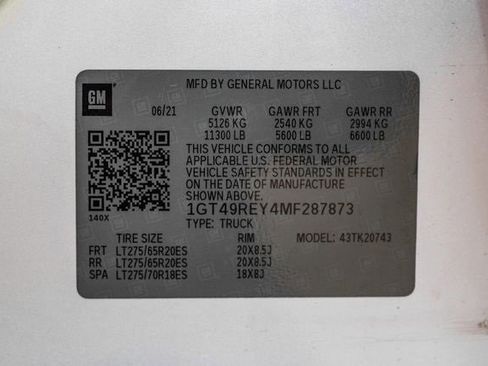 MFD BY GENERAL MOTORS LLC
GM
06/21 GVWR GAWR FRT GAWR RR
5126 KG 2540 KG 2994 KG
11300 LB 5600 LB 6600 LB
THIS VEHICLE CONFORMS TO ALL
APPLICABLE U.S. FEDERAL MOTOR
VEHICLE SAFETY STANDARDS IN EFFECT
ON THE DATE OF MANUFACTURE
SHOWN ABOVE.
140X
1GT49REY4MF287873
TYPE: TRUCK
TIRE SIZE RIM MODEL: 43TK20743
FRT LT275/65R20ES 20X8.5J
RR LT275/65R20ES 20X8.5J
SPA LT275/70R18ES 18X8J